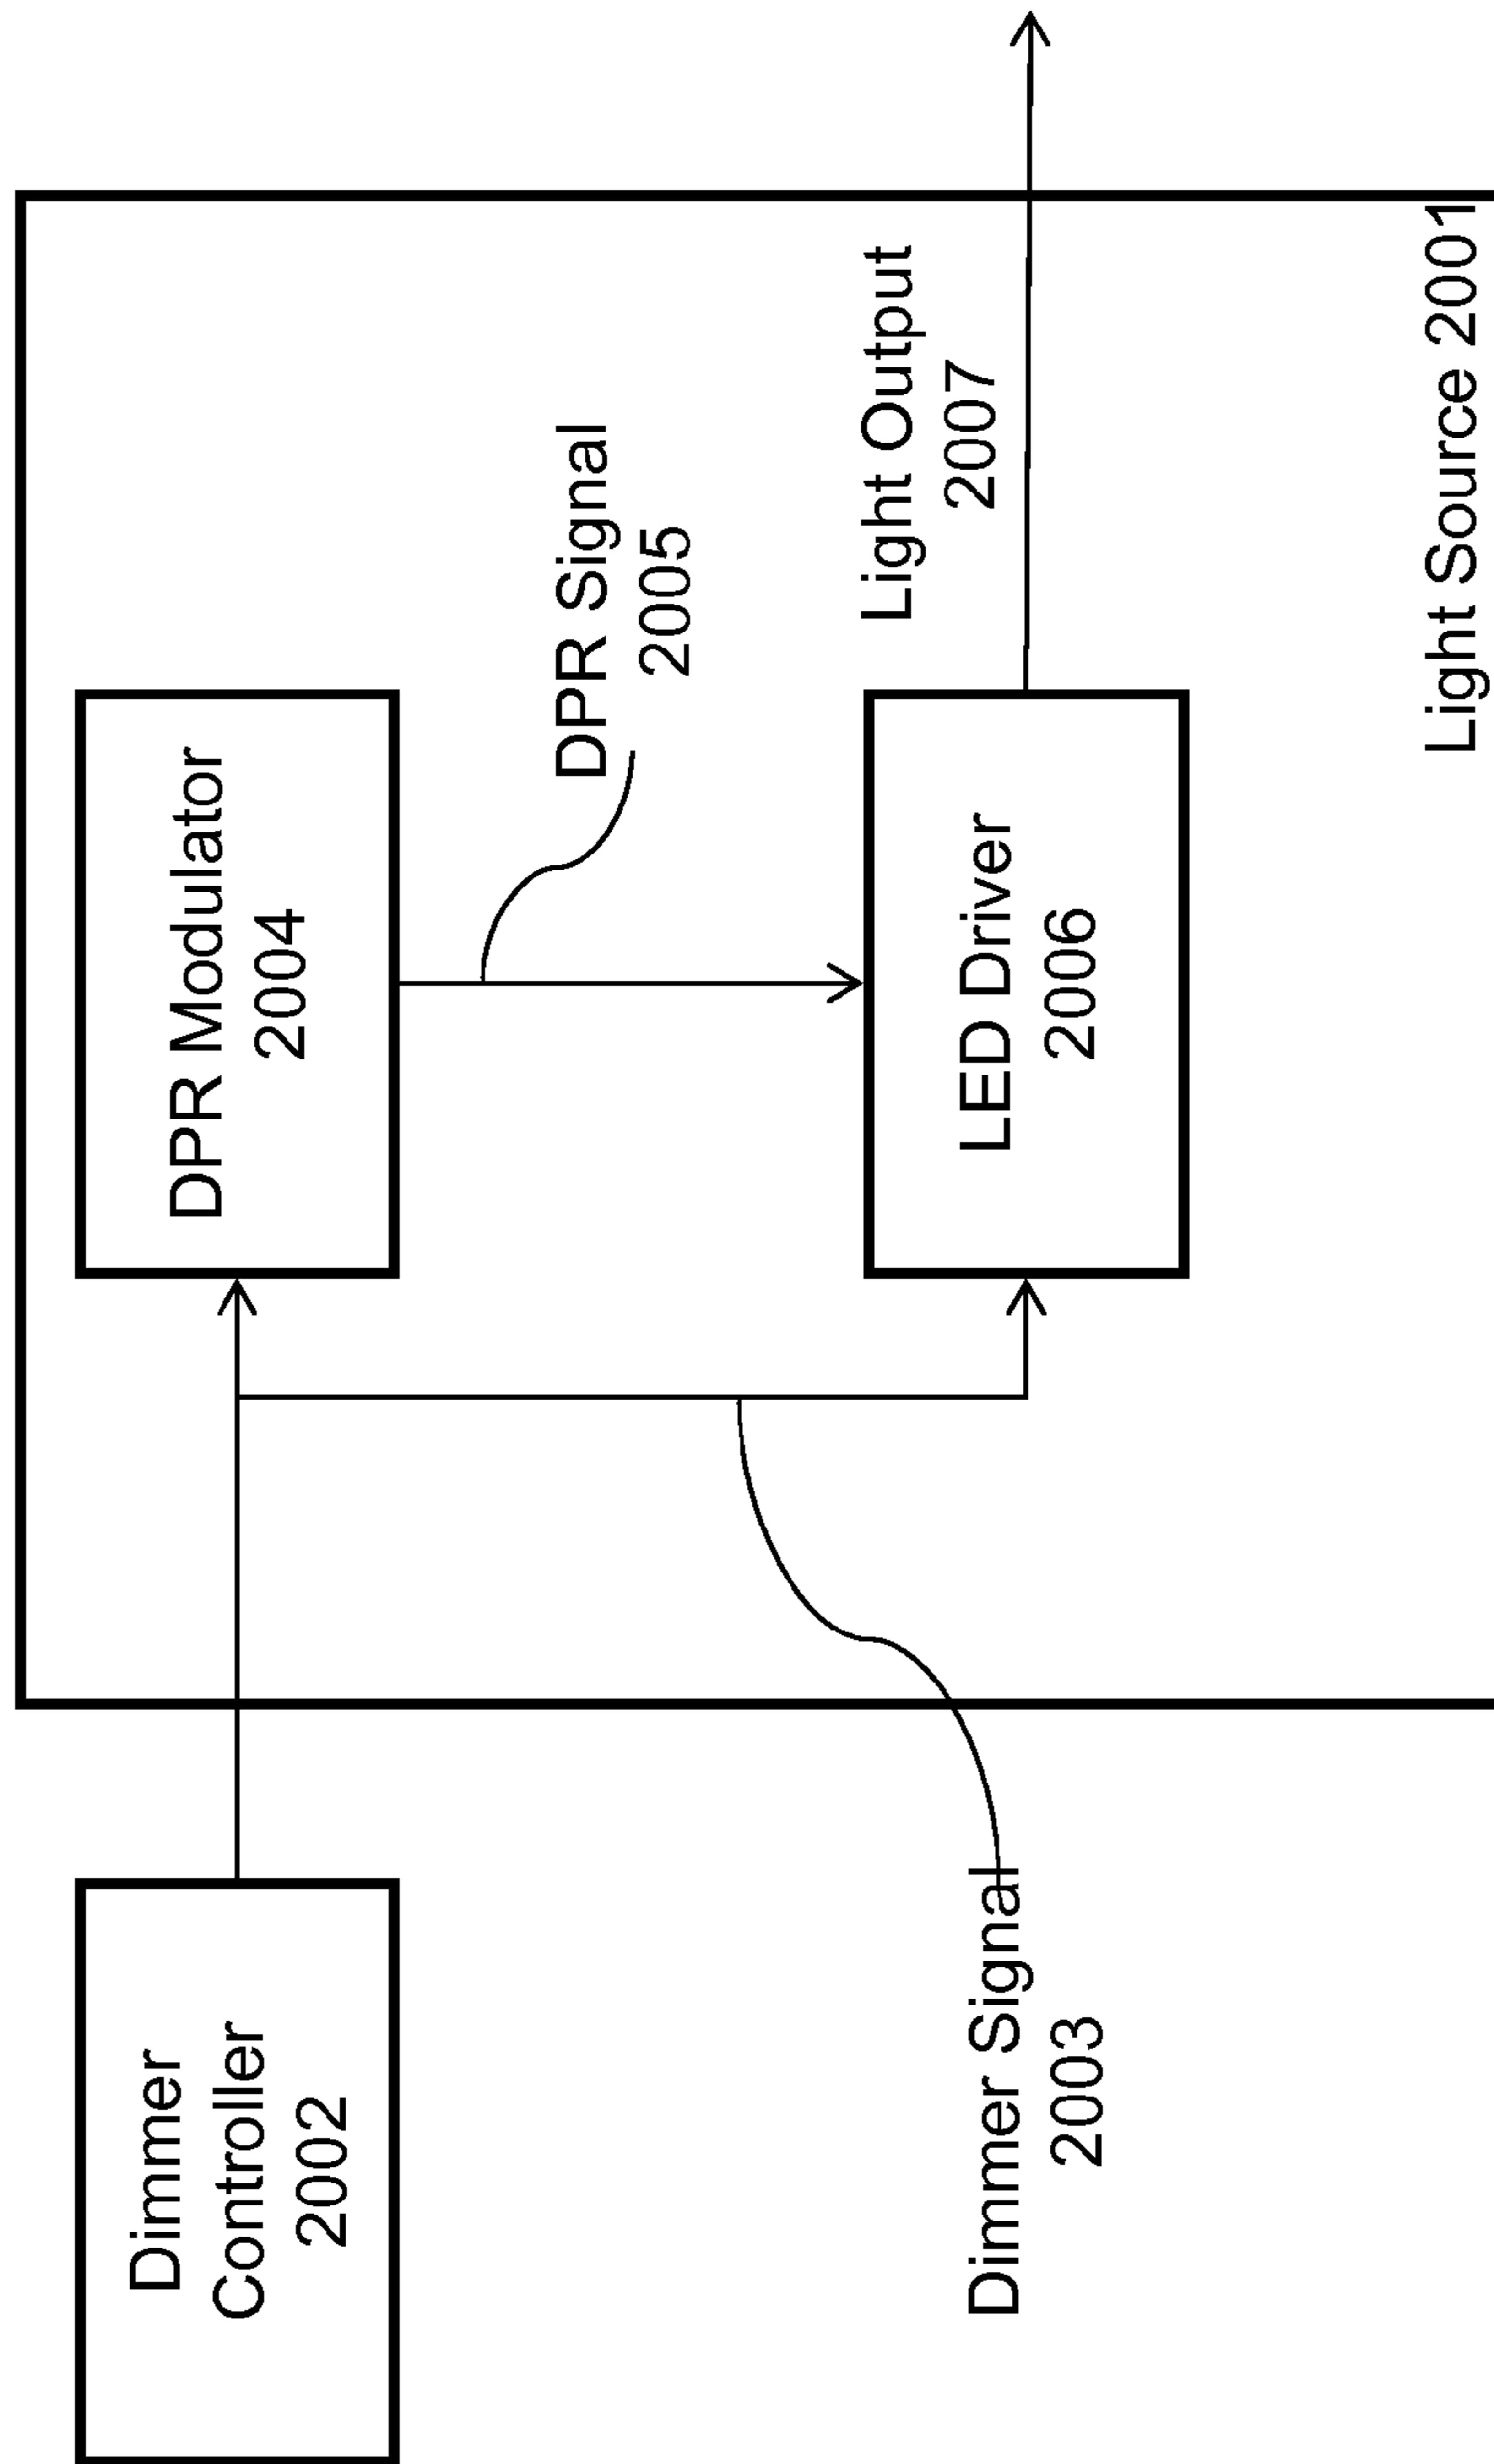 Dimmer
Controller
2002
DPR Modulator
2004
DPR Signal
2005
LED Driver
2006
Light Output
2007
Dimmer Signal
2003
Light Source 2001